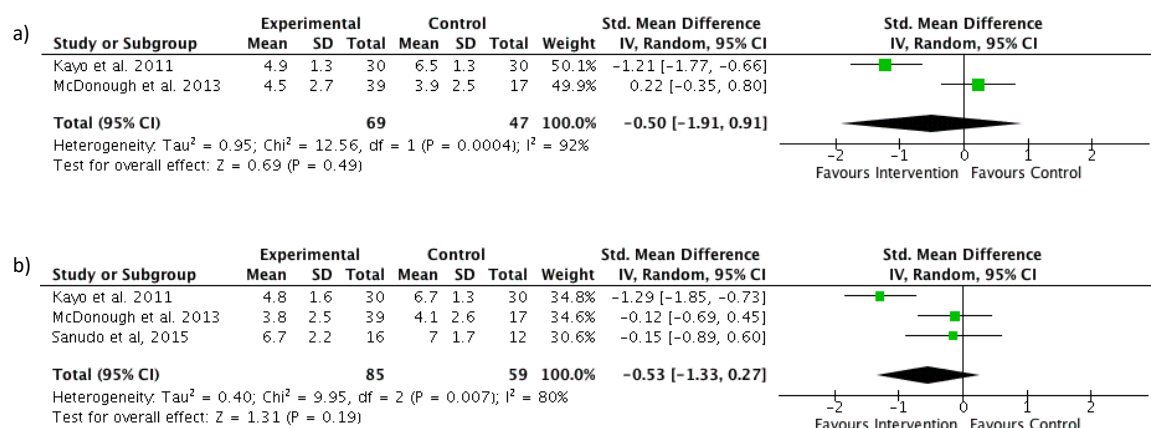 a)
Experimental Control Std. Mean Difference Std. Mean Difference
Study or Subgroup Mean SD Total Mean SD Total Weight IV, Random, 95% CI IV, Random, 95% CI
Kayo et al. 2011 4.9 1.3 30 6.5 1.3 30 50.1% −1.21 [−1.77, −0.66]
McDonough et al. 2013 4.5 2.7 39 3.9 2.5 17 49.9% 0.22 [−0.35, 0.80]
Total (95% CI) 69 47 100.0% −0.50 [−1.91, 0.91]
Heterogeneity: Tau² = 0.95; Chi² = 12.56, df = 1 (P = 0.0004); I² = 92%
Test for overall effect: Z = 0.69 (P = 0.49)
−2 −1 0 1 2
Favours Intervention Favours Control
b)
Experimental Control Std. Mean Difference Std. Mean Difference
Study or Subgroup Mean SD Total Mean SD Total Weight IV, Random, 95% CI IV, Random, 95% CI
Kayo et al. 2011 4.8 1.6 30 6.7 1.3 30 34.8% −1.29 [−1.85, −0.73]
McDonough et al. 2013 3.8 2.5 39 4.1 2.6 17 34.6% −0.12 [−0.69, 0.45]
Sanudo et al, 2015 6.7 2.2 16 7 1.7 12 30.6% −0.15 [−0.89, 0.60]
Total (95% CI) 85 59 100.0% −0.53 [−1.33, 0.27]
Heterogeneity: Tau² = 0.40; Chi² = 9.95, df = 2 (P = 0.007); I² = 80%
Test for overall effect: Z = 1.31 (P = 0.19)
−2 −1 0 1 2
Favours Intervention Favours Control